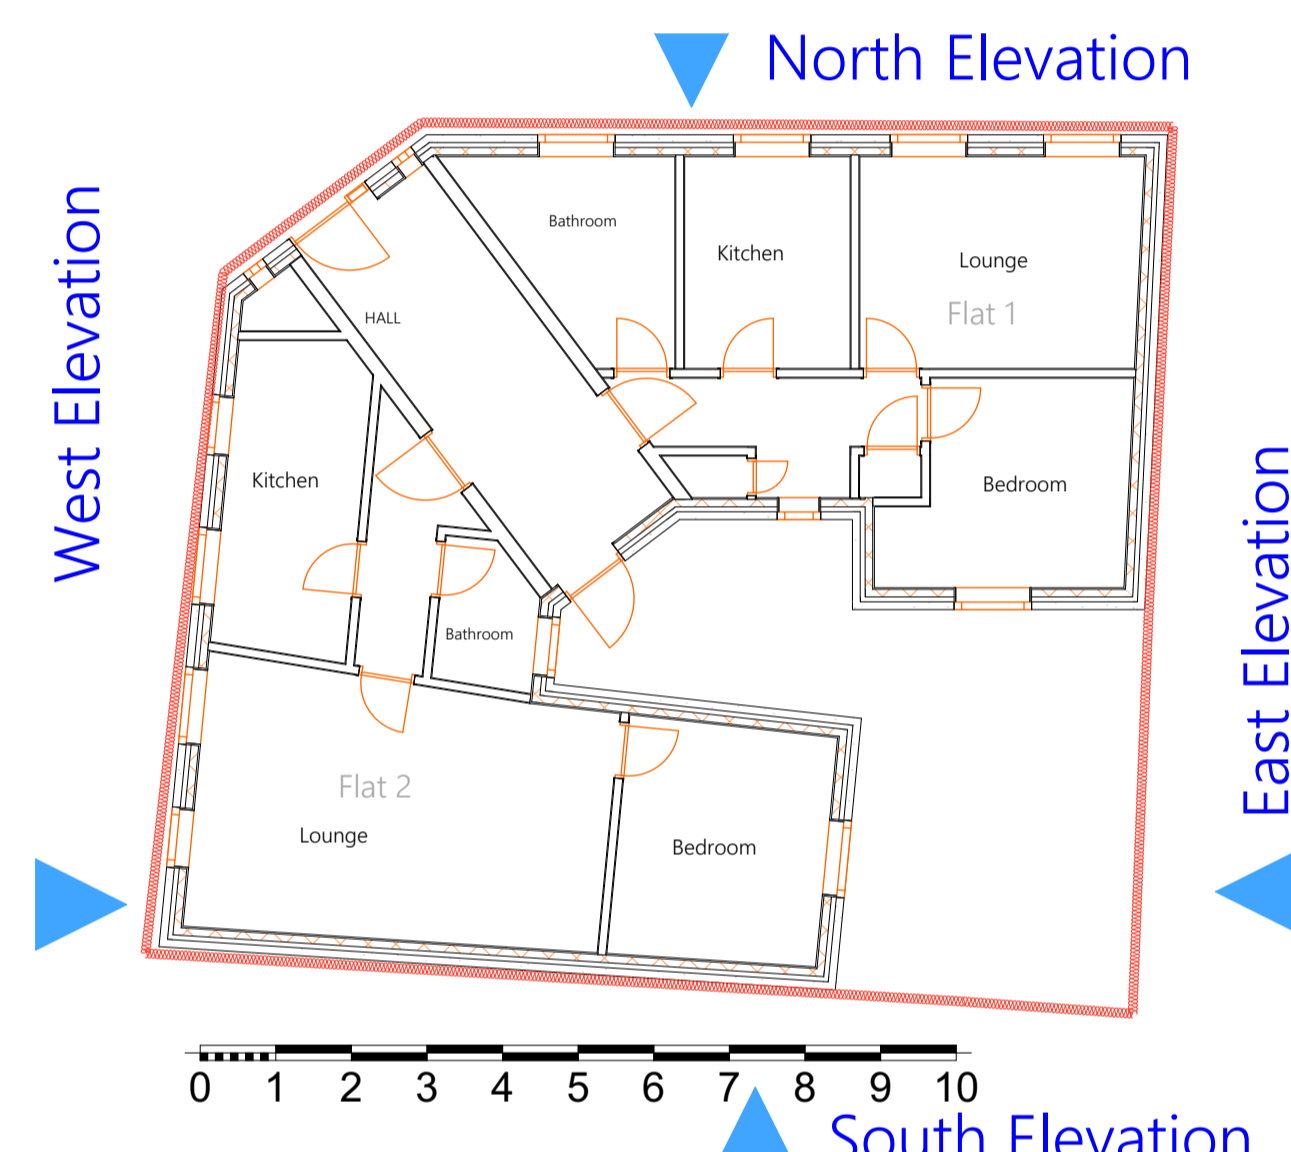 North Elevation
West Elevation
Bathroom
Kitchen
Lounge
Flat 1
HALL
Kitchen
Bedroom
East Elevation
Bathroom
Flat 2
Lounge
Bedroom
0 1 2 3 4 5 6 7 8 9 10
South Elevation